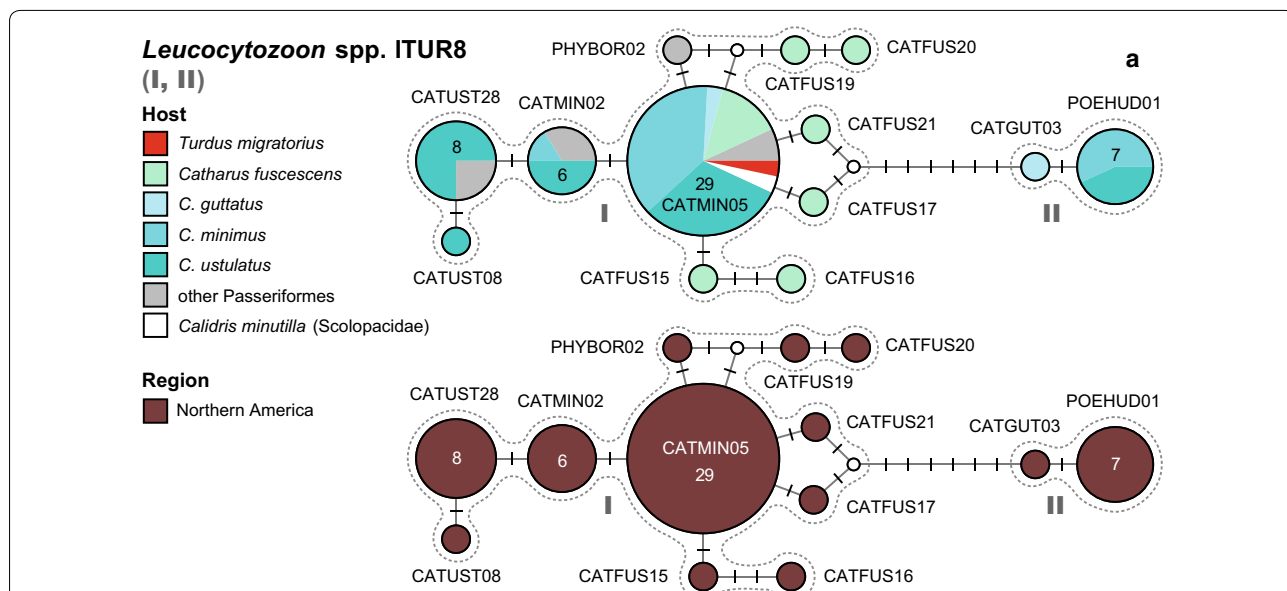 Leucocytozoon spp. ITUR8
(I, II)
a
Host
Turdus migratorius
Catharus fuscescens
C. guttatus
C. minimus
C. ustulatus
other Passeriformes
Calidris minutilla (Scolopacidae)
Region
Northern America
PHYBOR02
CATFUS20
CATFUS19
CATUST28
CATMIN02
CATFUS21
CATGUT03
POEHUD01
8
6
29
CATMIN05
7
I
II
CATFUS17
CATUST08
CATFUS15
CATFUS16
PHYBOR02
CATFUS20
CATFUS19
CATUST28
CATMIN02
CATFUS21
CATGUT03
POEHUD01
8
6
CATMIN05
29
7
I
II
CATFUS17
CATUST08
CATFUS15
CATFUS16